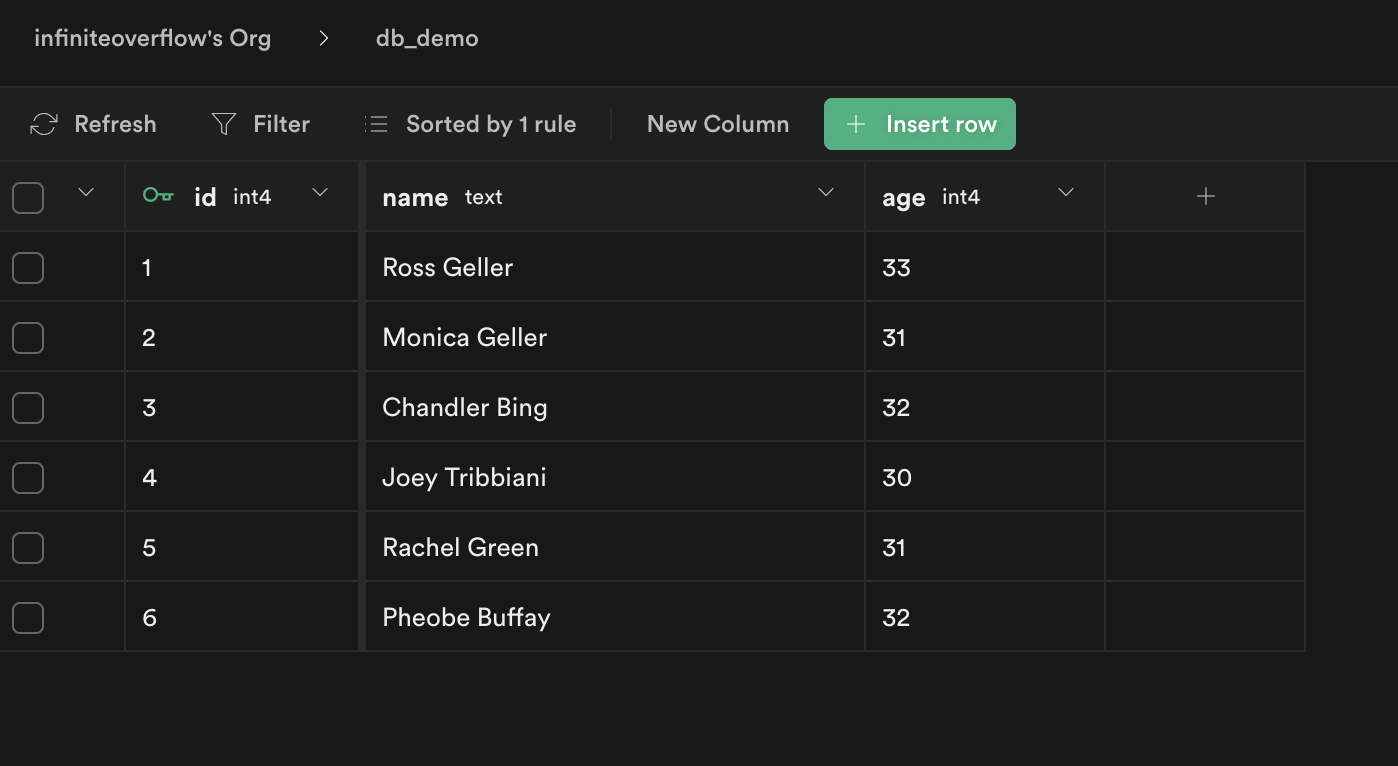 infiniteoverflow's Org > db_demo
Refresh Filter Sorted by 1 rule New Column + Insert row
id int4 name text age int4 +
1 Ross Geller 33
2 Monica Geller 31
3 Chandler Bing 32
4 Joey Tribbiani 30
5 Rachel Green 31
6 Pheobe Buffay 32